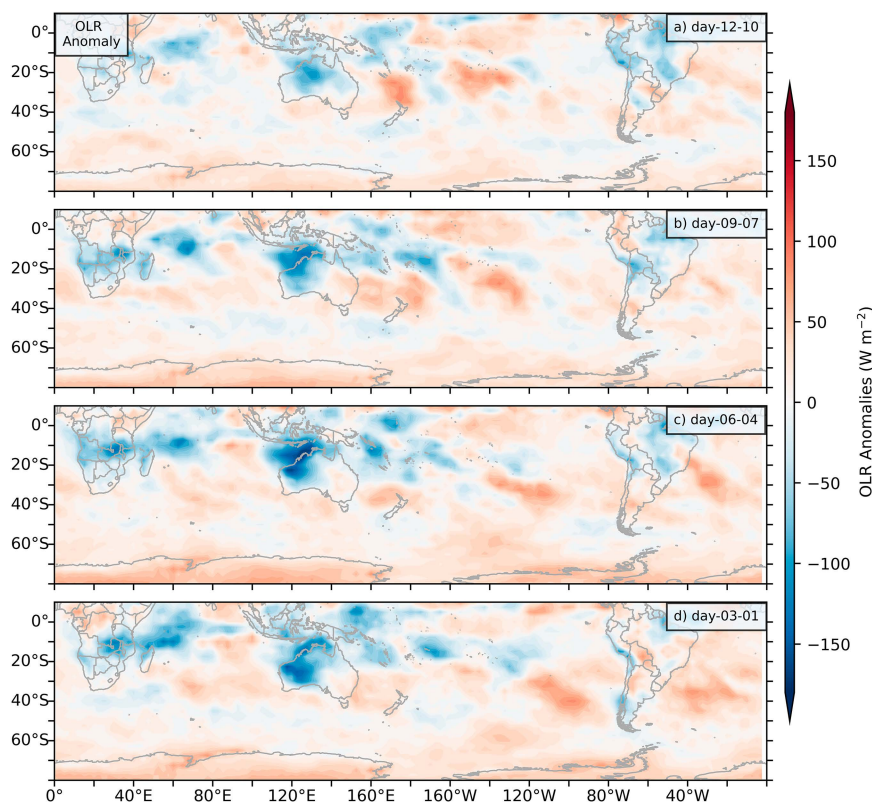 OLR
Anomaly
a) day-12-10
0°
20°S
40°S
60°S
b) day-09-07
0°
20°S
40°S
60°S
c) day-06-04
0°
20°S
40°S
60°S
d) day-03-01
0°
20°S
40°S
60°S
0° 40°E 80°E 120°E 160°E 160°W 120°W 80°W 40°W
150
100
50
0
−50
−100
−150
OLR Anomalies (W m⁻²)